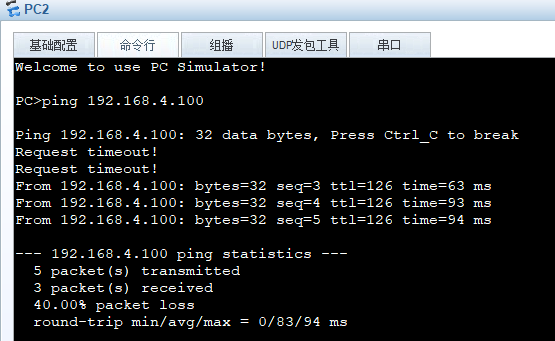 PC2
基础配置 命令行 组播 UDP发包工具 串口
Welcome to use PC Simulator!
PC>ping 192.168.4.100
Ping 192.168.4.100: 32 data bytes, Press Ctrl_C to break
Request timeout!
Request timeout!
From 192.168.4.100: bytes=32 seq=3 ttl=126 time=63 ms
From 192.168.4.100: bytes=32 seq=4 ttl=126 time=93 ms
From 192.168.4.100: bytes=32 seq=5 ttl=126 time=94 ms
--- 192.168.4.100 ping statistics ---
5 packet(s) transmitted
3 packet(s) received
40.00% packet loss
round-trip min/avg/max = 0/83/94 ms